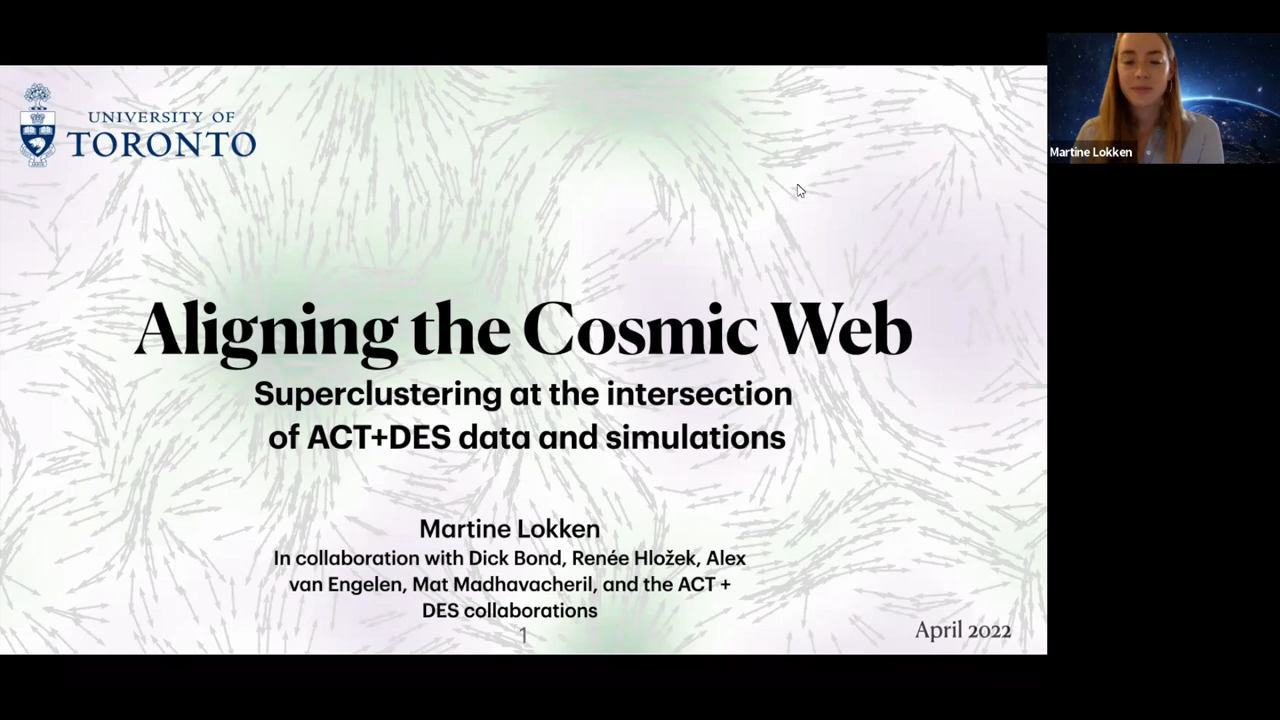 UNIVERSITY OF
TORONTO
Martine Lokken
Aligning the Cosmic Web
Superclustering at the intersection
of ACT+DES data and simulations
Martine Lokken
In collaboration with Dick Bond, Renée Hložek, Alex
van Engelen, Mat Madhavacheril, and the ACT +
DES collaborations
1
April 2022